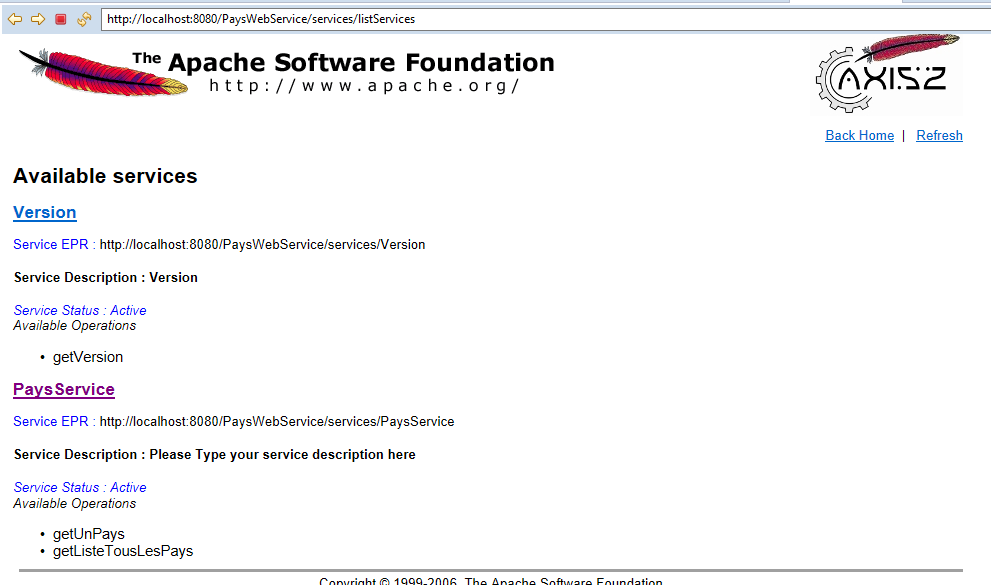 http://localhost:8080/PaysWebService/services/listServices
The Apache Software Foundation
http://www.apache.org/
AXIS2
Back Home | Refresh
Available services
Version
Service EPR : http://localhost:8080/PaysWebService/services/Version
Service Description : Version
Service Status : Active
Available Operations
• getVersion
PaysService
Service EPR : http://localhost:8080/PaysWebService/services/PaysService
Service Description : Please Type your service description here
Service Status : Active
Available Operations
• getUnPays
• getListeTousLesPays
Copyright © 1999-2006, The Apache Software Foundation